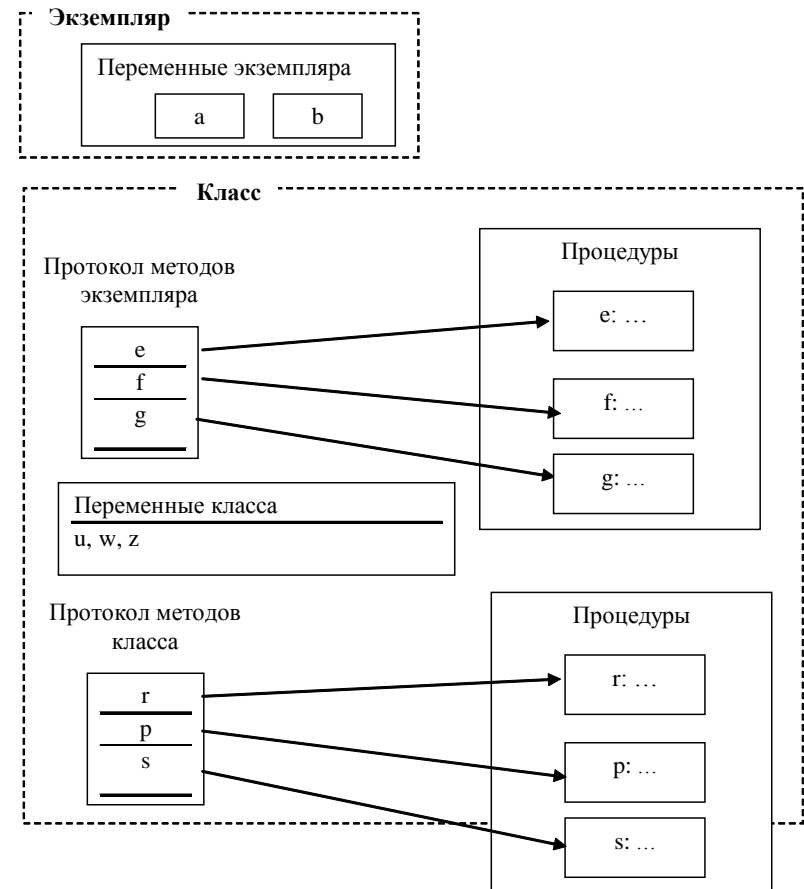 Экземпляр
Переменные экземпляра
a b
Класс
Протокол методов
экземпляра
e
f
g
Процедуры
e: …
f: …
g: …
Переменные класса
u, w, z
Протокол методов
класса
r
p
s
Процедуры
r: …
p: …
s: …